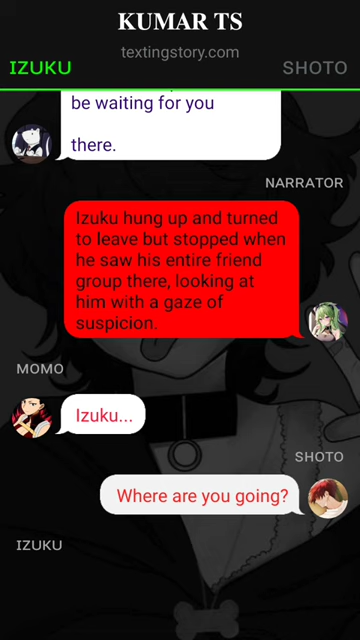 KUMAR TS
textingstory.com
IZUKU
SHOTO
be waiting for you
there.
NARRATOR
Izuku hung up and turned
to leave but stopped when
he saw his entire friend
group there, looking at
him with a gaze of
suspicion.
MOMO
Izuku...
SHOTO
Where are you going?
IZUKU